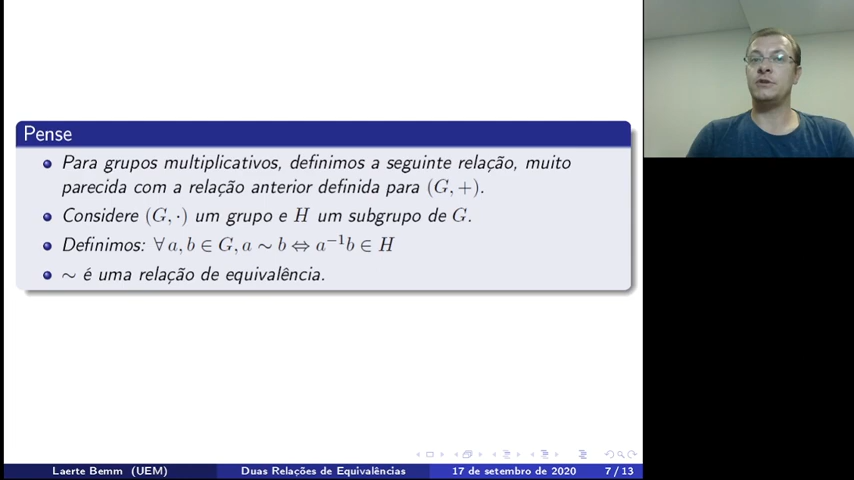 Pense
Para grupos multiplicativos, definimos a seguinte relação, muito
parecida com a relação anterior definida para (G, +).
Considere (G, ·) um grupo e H um subgrupo de G.
Definimos: ∀ a, b ∈ G, a ∼ b ⇔ a⁻¹b ∈ H
∼ é uma relação de equivalência.
Laerte Bemm (UEM) Duas Relações de Equivalências 17 de setembro de 2020 7 / 13